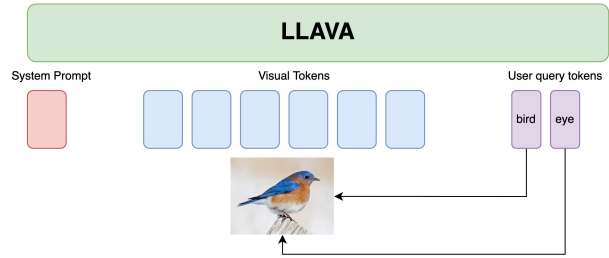 LLAVA
System Prompt
Visual Tokens
User query tokens
bird
eye